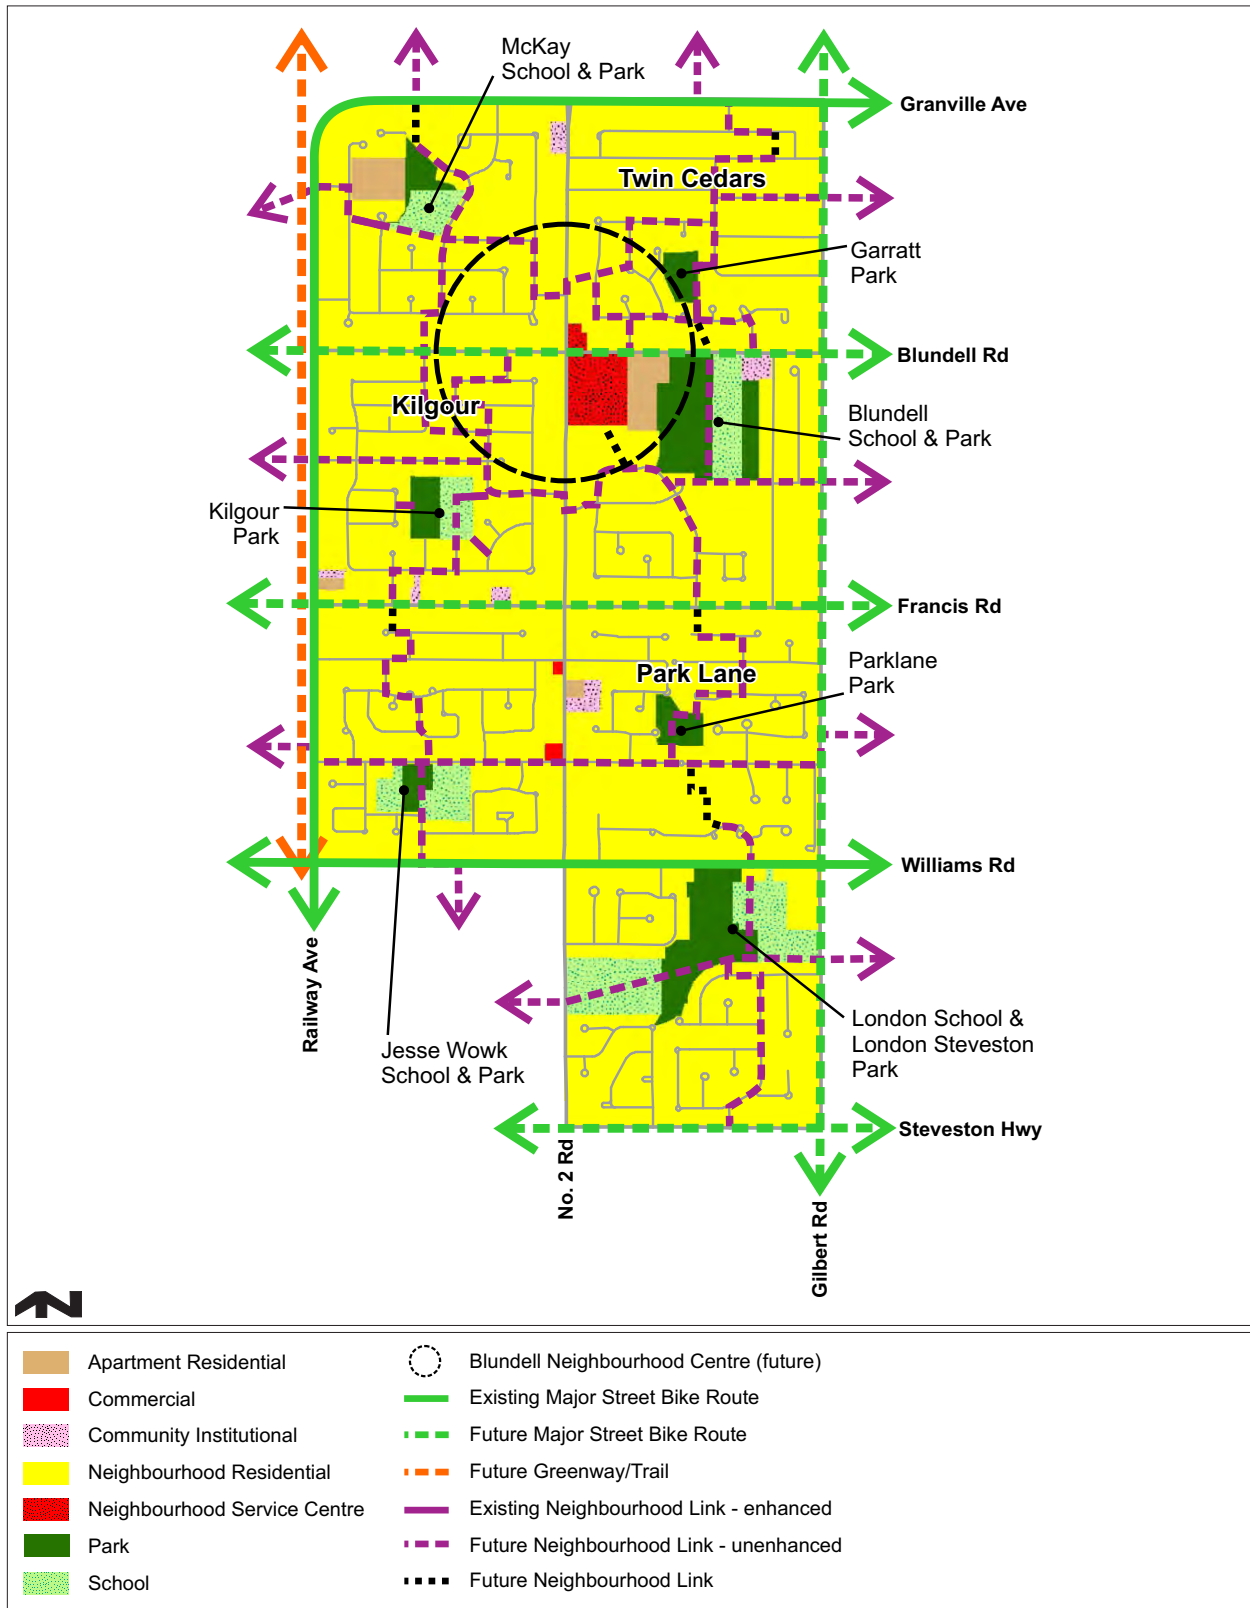 McKay
School & Park
Granville Ave
Twin Cedars
Garratt
Park
Blundell Rd
Kilgour
Blundell
School & Park
Kilgour
Park
Francis Rd
Park Lane
Parklane
Park
Williams Rd
Railway Ave
Jesse Wowk
School & Park
London School &
London Steveston
Park
Steveston Hwy
No. 2 Rd
Gilbert Rd
N
Apartment Residential
Commercial
Community Institutional
Neighbourhood Residential
Neighbourhood Service Centre
Park
School
Blundell Neighbourhood Centre (future)
Existing Major Street Bike Route
Future Major Street Bike Route
Future Greenway/Trail
Existing Neighbourhood Link - enhanced
Future Neighbourhood Link - unenhanced
Future Neighbourhood Link